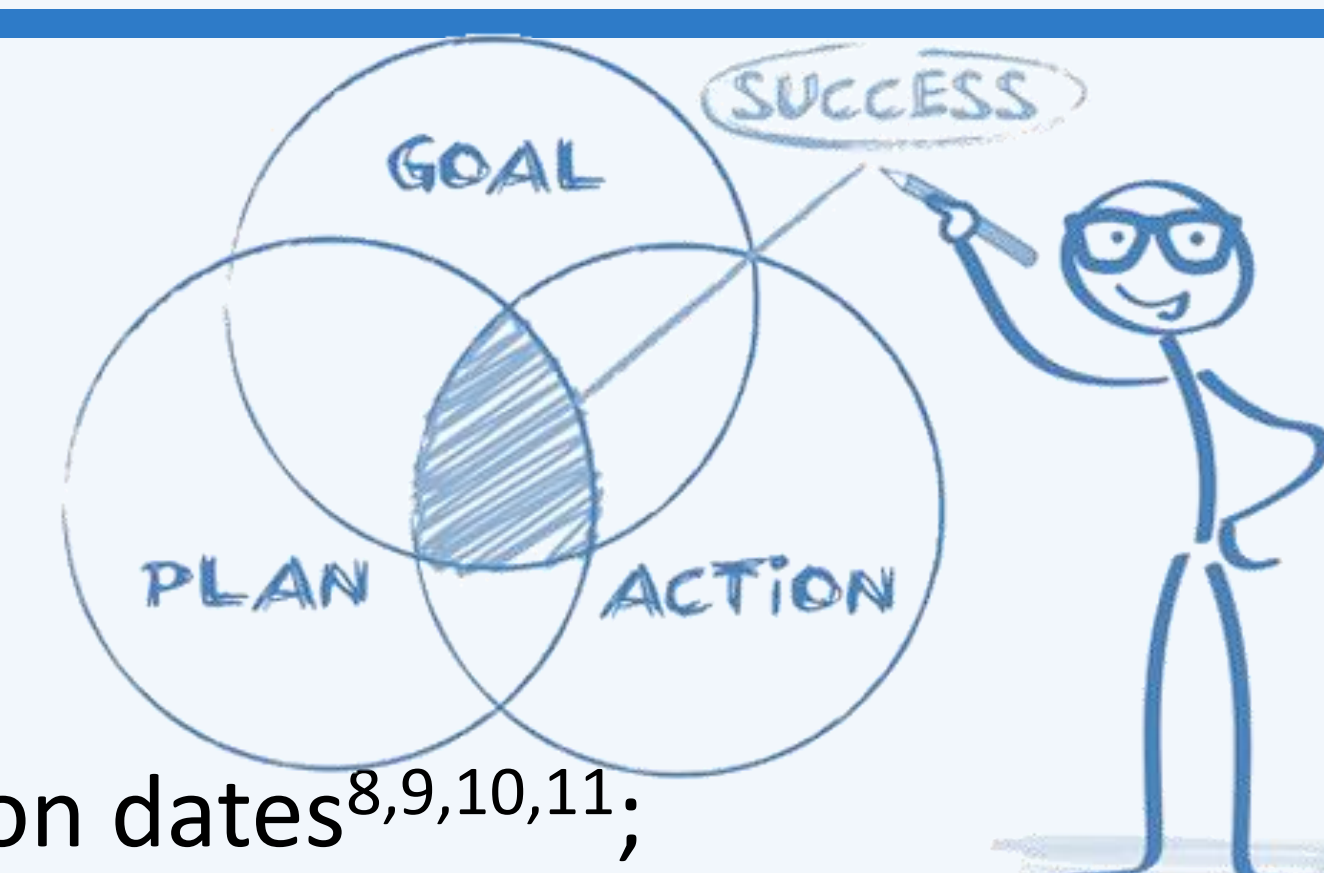 SUCCESS
GOAL
PLAN
ACTiON
on dates8,9,10,11;